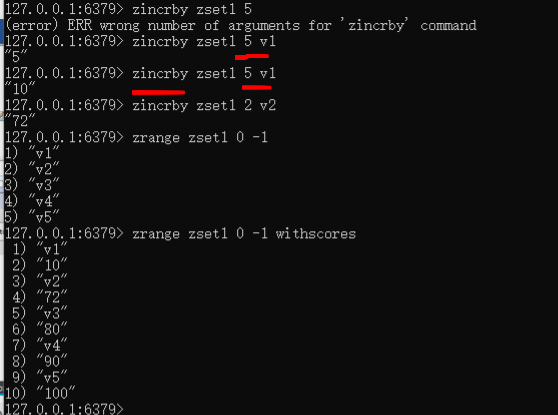 127.0.0.1:6379> zincrby zset1 5
(error) ERR wrong number of arguments for 'zincrby' command
127.0.0.1:6379> zincrby zset1 5 v1
"5"
127.0.0.1:6379> zincrby zset1 5 v1
"10"
127.0.0.1:6379> zincrby zset1 2 v2
"72"
127.0.0.1:6379> zrange zset1 0 -1
1) "v1"
2) "v2"
3) "v3"
4) "v4"
5) "v5"
127.0.0.1:6379> zrange zset1 0 -1 withscores
1) "v1"
2) "10"
3) "v2"
4) "72"
5) "v3"
6) "80"
7) "v4"
8) "90"
9) "v5"
10) "100"
127.0.0.1:6379>